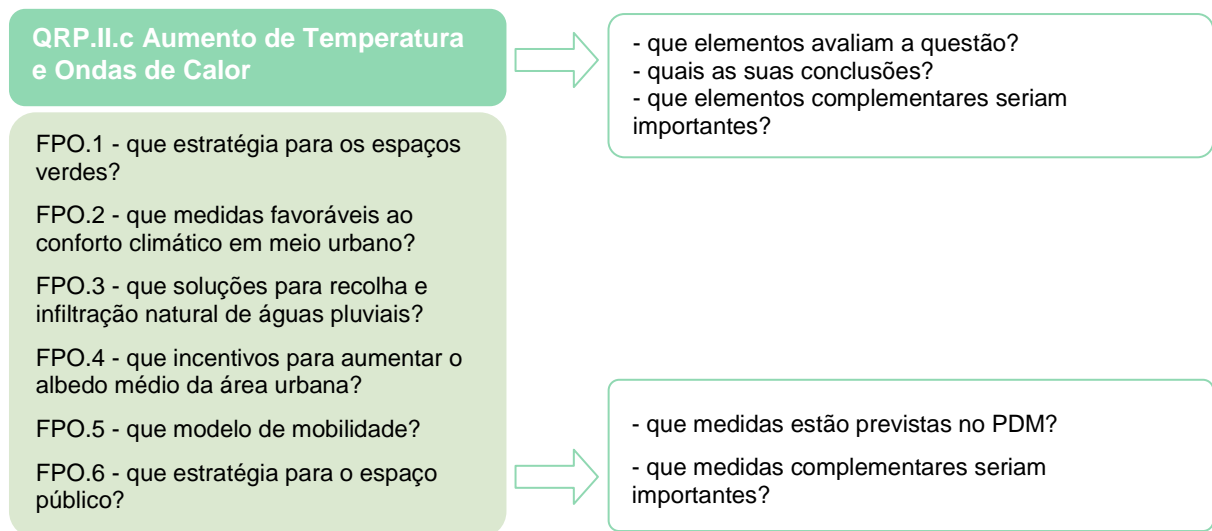 QRP.II.c Aumento de Temperatura
e Ondas de Calor
- que elementos avaliam a questão?
- quais as suas conclusões?
- que elementos complementares seriam
importantes?
FPO.1 - que estratégia para os espaços
verdes?
FPO.2 - que medidas favoráveis ao
conforto climático em meio urbano?
FPO.3 - que soluções para recolha e
infiltração natural de águas pluviais?
FPO.4 - que incentivos para aumentar o
albedo médio da área urbana?
FPO.5 - que modelo de mobilidade?
FPO.6 - que estratégia para o espaço
público?
- que medidas estão previstas no PDM?
- que medidas complementares seriam
importantes?